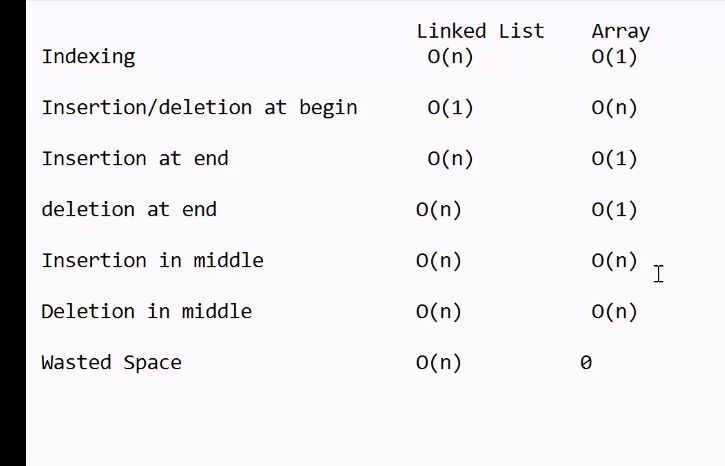 Linked List Array
Indexing O(n) O(1)
Insertion/deletion at begin O(1) O(n)
Insertion at end O(n) O(1)
deletion at end O(n) O(1)
Insertion in middle O(n) O(n)
Deletion in middle O(n) O(n)
Wasted Space O(n) 0